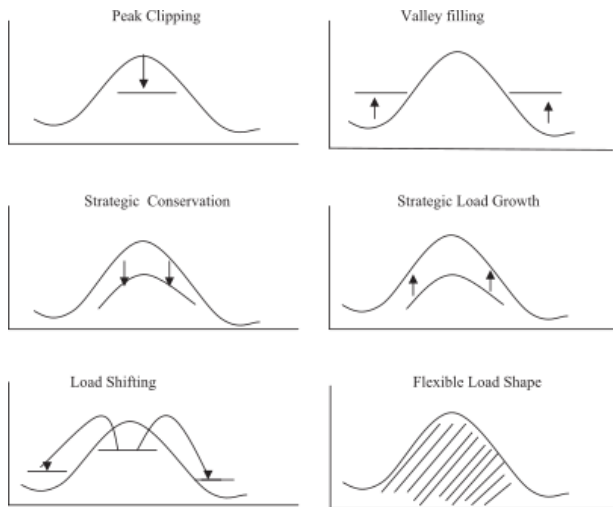 Peak Clipping
Valley filling
Strategic Conservation
Strategic Load Growth
Load Shifting
Flexible Load Shape